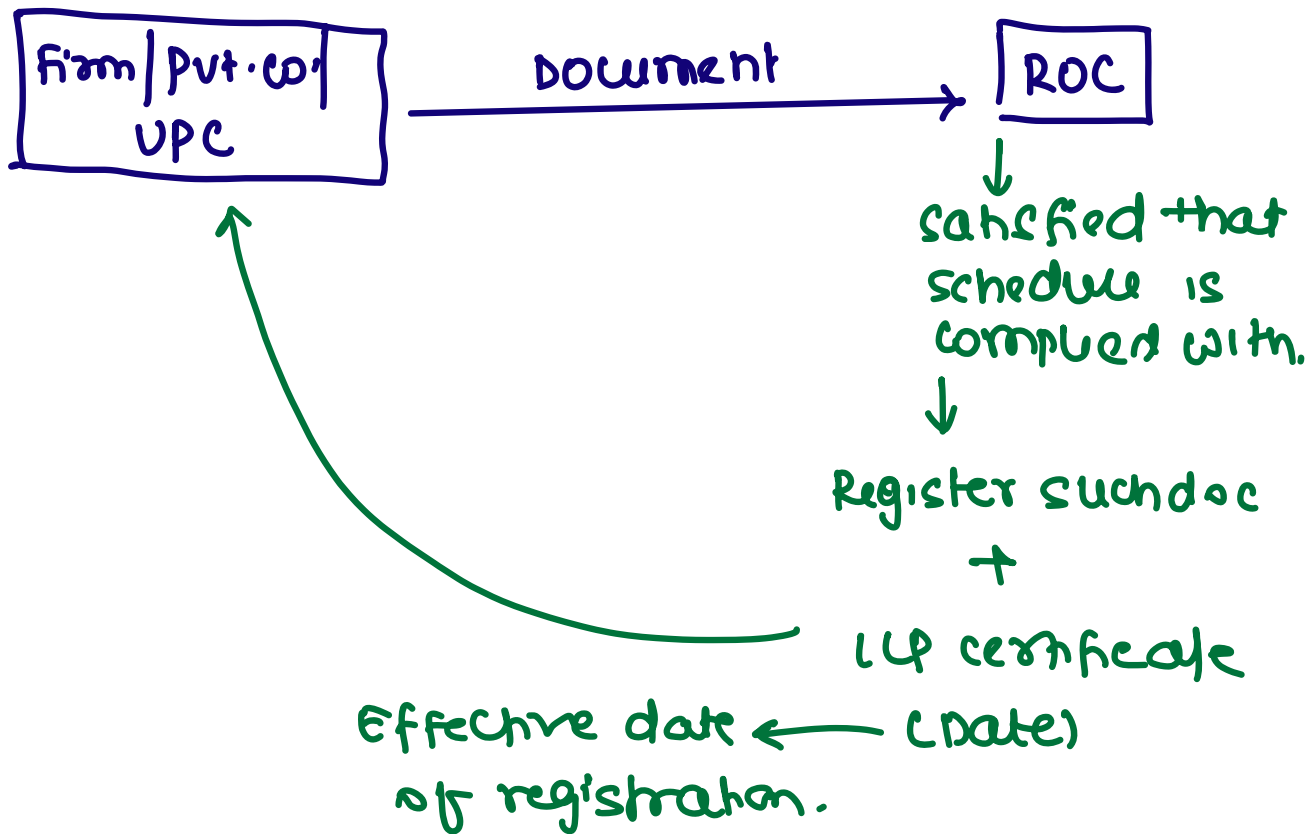 Firm / Pvt. co. /
UPC
Document
ROC
satisfied that
schedule is
complied with.
Register such doc
+
LLP certificate
(Date)
Effective date
of registration.